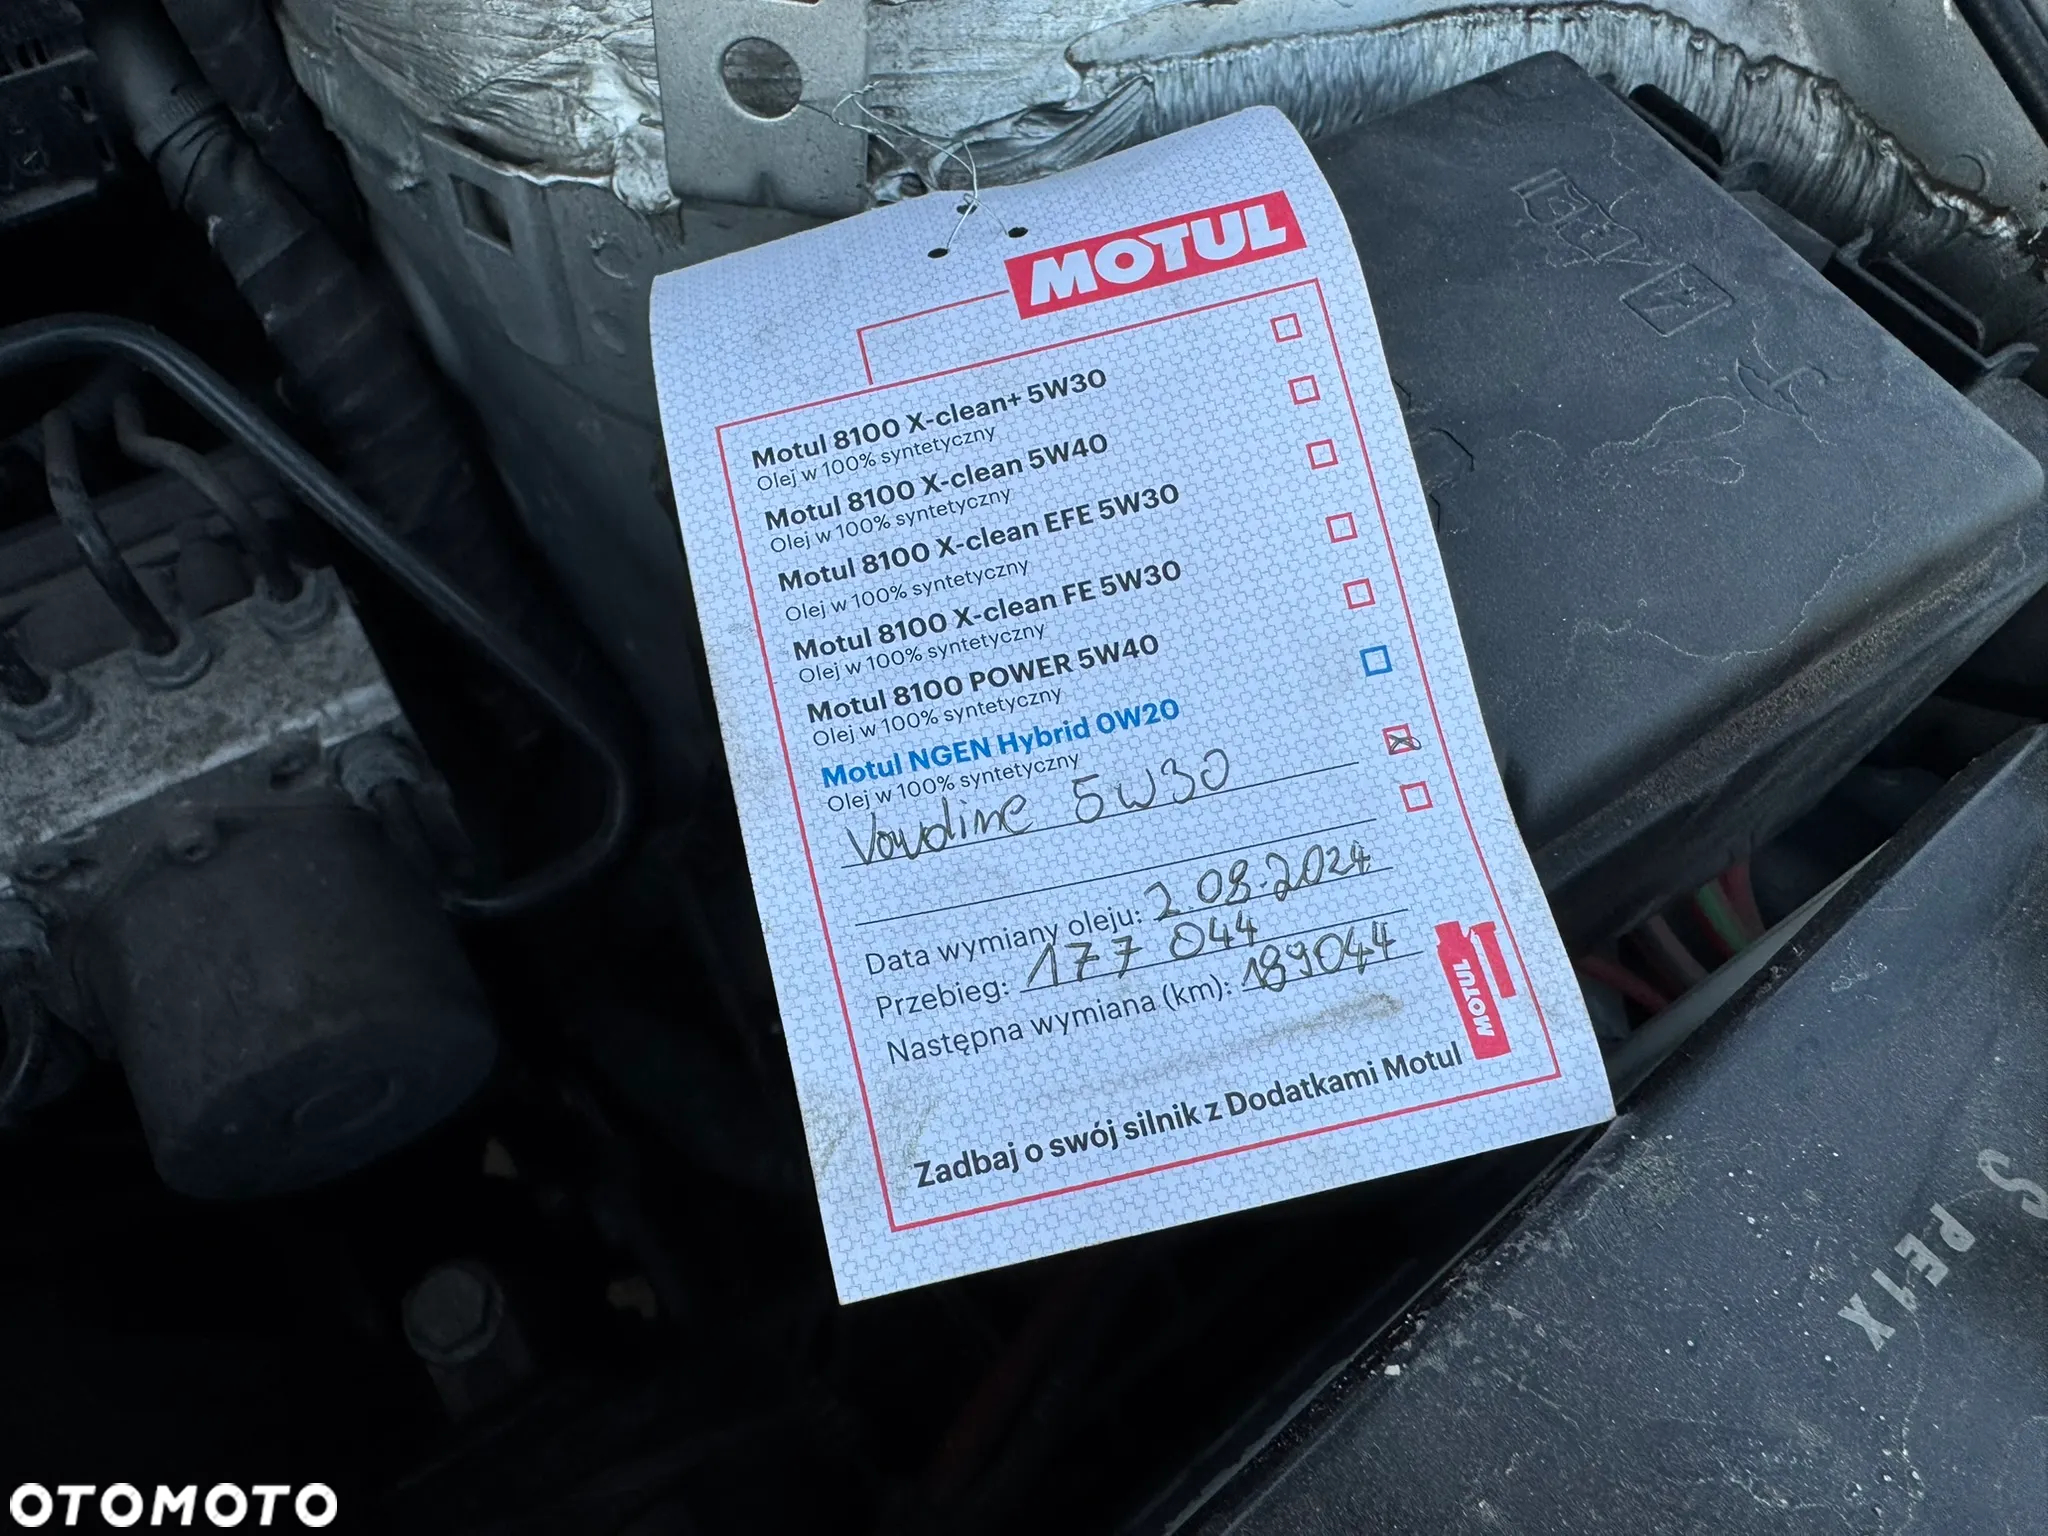 MOTUL
Motul 8100 X-clean+ 5W30
Olej w 100% syntetyczny
Motul 8100 X-clean 5W40
Olej w 100% syntetyczny
Motul 8100 X-clean EFE 5W30
Olej w 100% syntetyczny
Motul 8100 X-clean FE 5W30
Olej w 100% syntetyczny
Motul 8100 POWER 5W40
Olej w 100% syntetyczny
Motul NGEN Hybrid 0W20
Olej w 100% syntetyczny
5W30
Data wymiany oleju: 2 09.2024
Przebieg: 177 044
Następna wymiana (km): 189044
MOTUL
Zadbaj o swój silnik z Dodatkami Motul
S PE1X
OTOMOTO